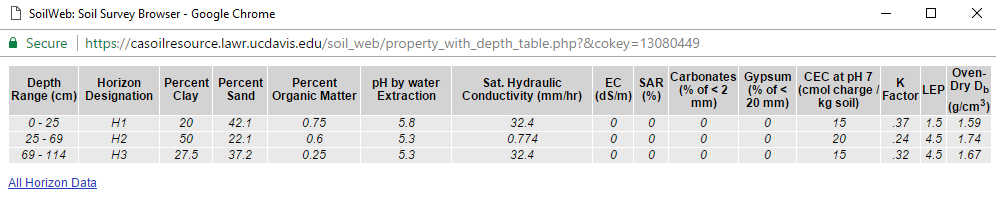 SoilWeb: Soil Survey Browser - Google Chrome
Secure | https://casoilresource.lawr.ucdavis.edu/soil_web/property_with_depth_table.php?&cokey=13080449
Depth Range (cm) Horizon Designation Percent Clay Percent Sand Percent Organic Matter pH by water Extraction Sat. Hydraulic Conductivity (mm/hr) EC (dS/m) SAR (%) Carbonates (% of < 2 mm) Gypsum (% of < 20 mm) CEC at pH 7 (cmol charge / kg soil) K Factor LEP Oven-Dry Db (g/cm³)
0 - 25 H1 20 42.1 0.75 5.8 32.4 0 0 0 0 15 .37 1.5 1.59
25 - 69 H2 50 22.1 0.6 5.3 0.774 0 0 0 0 20 .24 4.5 1.74
69 - 114 H3 27.5 37.2 0.25 5.3 32.4 0 0 0 0 15 .32 4.5 1.67
All Horizon Data